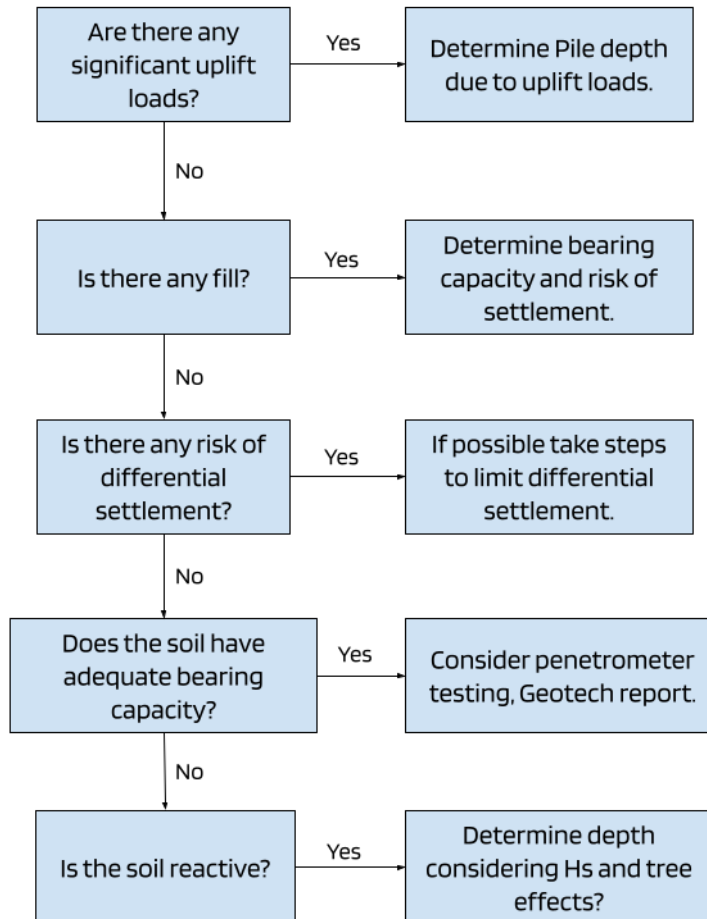 Are there any
significant uplift
loads?
Yes
Determine Pile depth
due to uplift loads.
No
Is there any fill?
Yes
Determine bearing
capacity and risk of
settlement.
No
Is there any risk of
differential
settlement?
Yes
If possible take steps
to limit differential
settlement.
No
Does the soil have
adequate bearing
capacity?
Yes
Consider penetrometer
testing, Geotech report.
No
Is the soil reactive?
Yes
Determine depth
considering Hs and tree
effects?